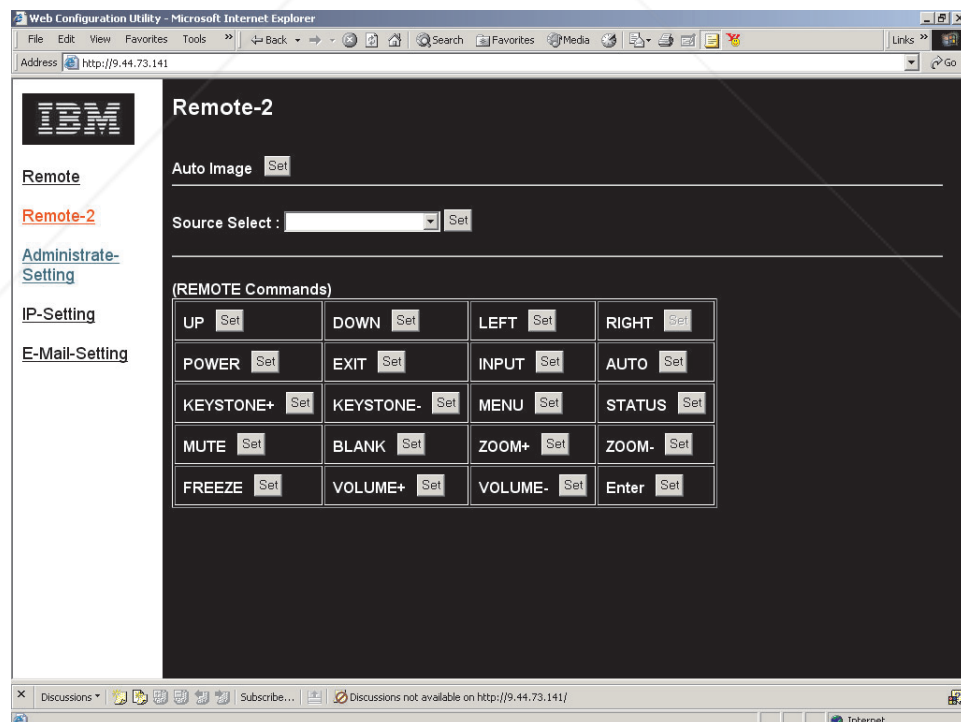 Web Configuration Utility - Microsoft Internet Explorer
File Edit View Favorites Tools » Back Search Favorites Media Links »
Address http://9.44.73.141 Go
IBM
Remote
Remote-2
Administrate-
Setting
IP-Setting
E-Mail-Setting
Remote-2
Auto Image Set
Source Select : Set
(REMOTE Commands)
UP Set DOWN Set LEFT Set RIGHT Set
POWER Set EXIT Set INPUT Set AUTO Set
KEYSTONE+ Set KEYSTONE- Set MENU Set STATUS Set
MUTE Set BLANK Set ZOOM+ Set ZOOM- Set
FREEZE Set VOLUME+ Set VOLUME- Set Enter Set
Discussions Subscribe... Discussions not available on http://9.44.73.141/
Internet